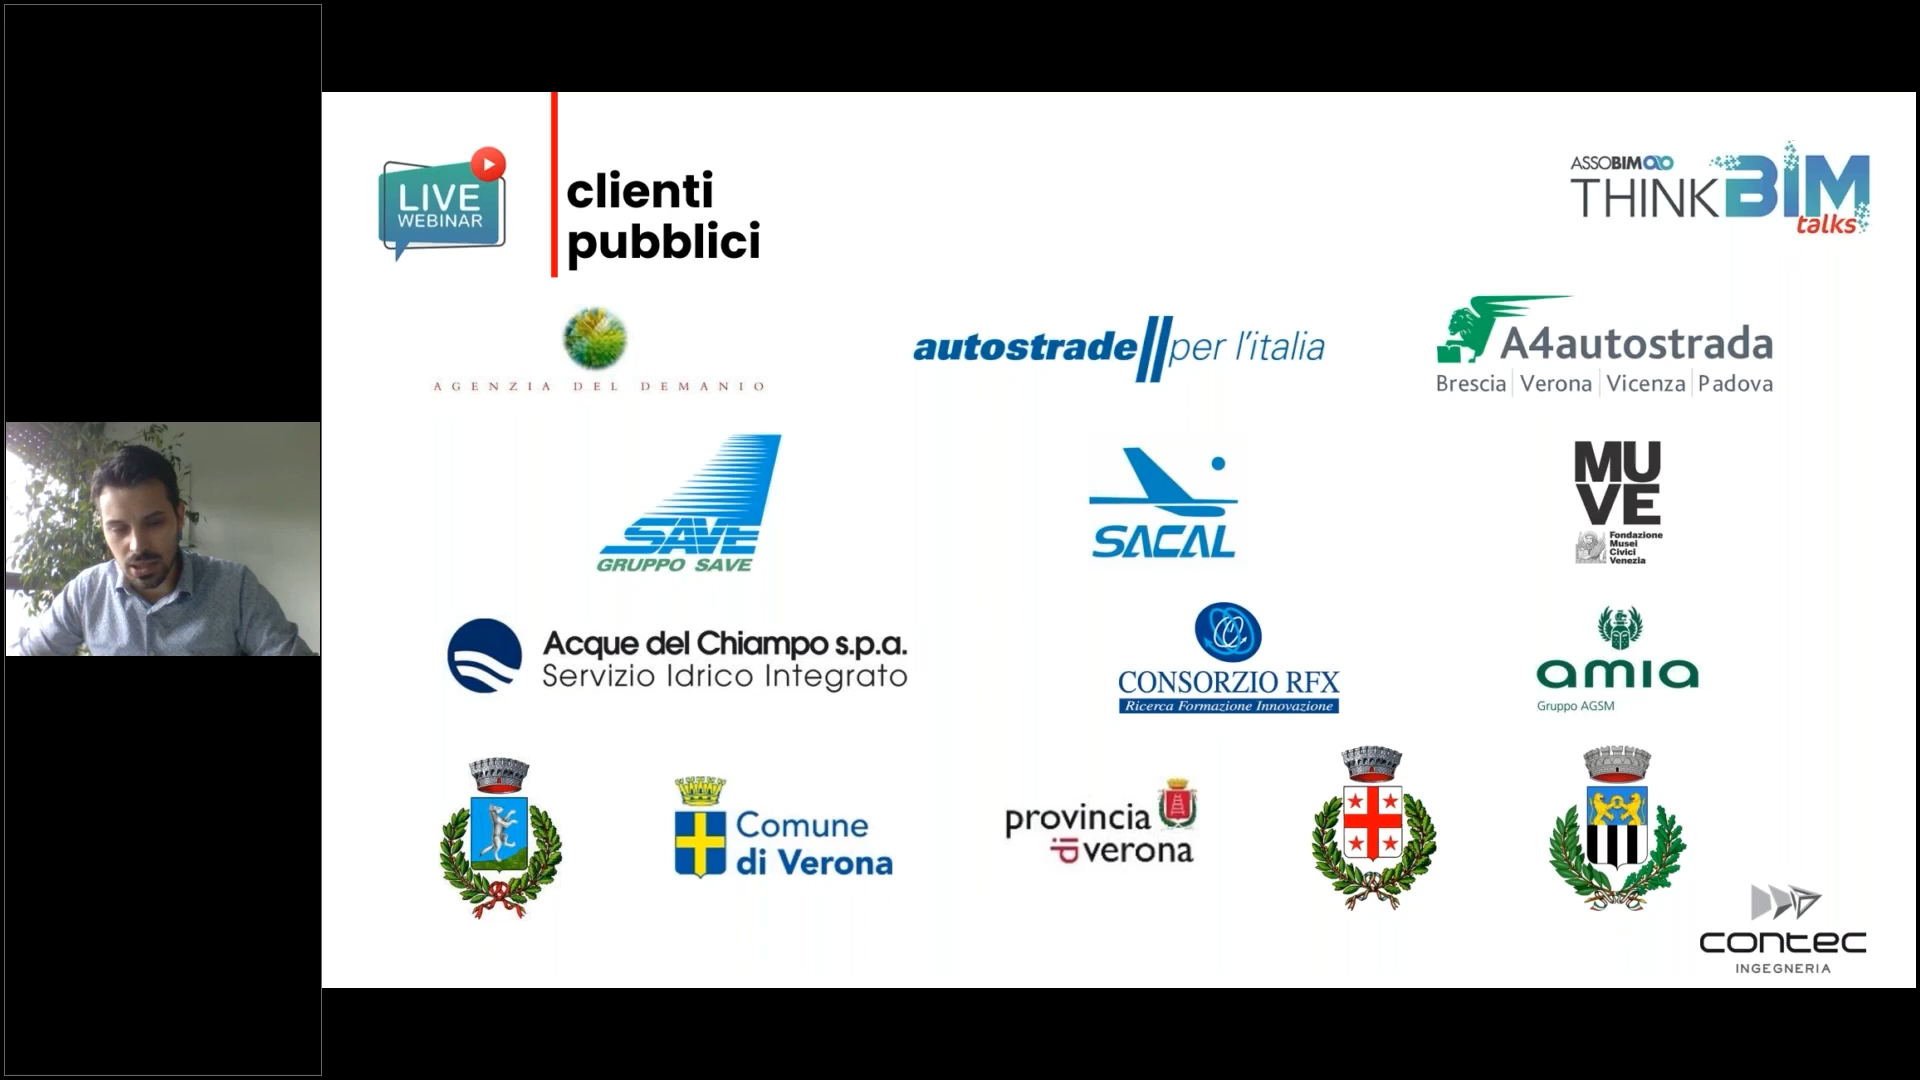 LIVE
WEBINAR
clienti
pubblici
ASSOBIM
THINKBIM
talks
AGENZIA DEL DEMANIO
autostrade per l'italia
A4autostrada
Brescia Verona Vicenza Padova
SAVE
GRUPPO SAVE
SACAL
MU
VE
Fondazione
Musei
Civici
Venezia
Acque del Chiampo s.p.a.
Servizio Idrico Integrato
CONSORZIO RFX
Ricerca Formazione Innovazione
amia
Gruppo AGSM
Comune
di Verona
provincia
di verona
contec
INGEGNERIA